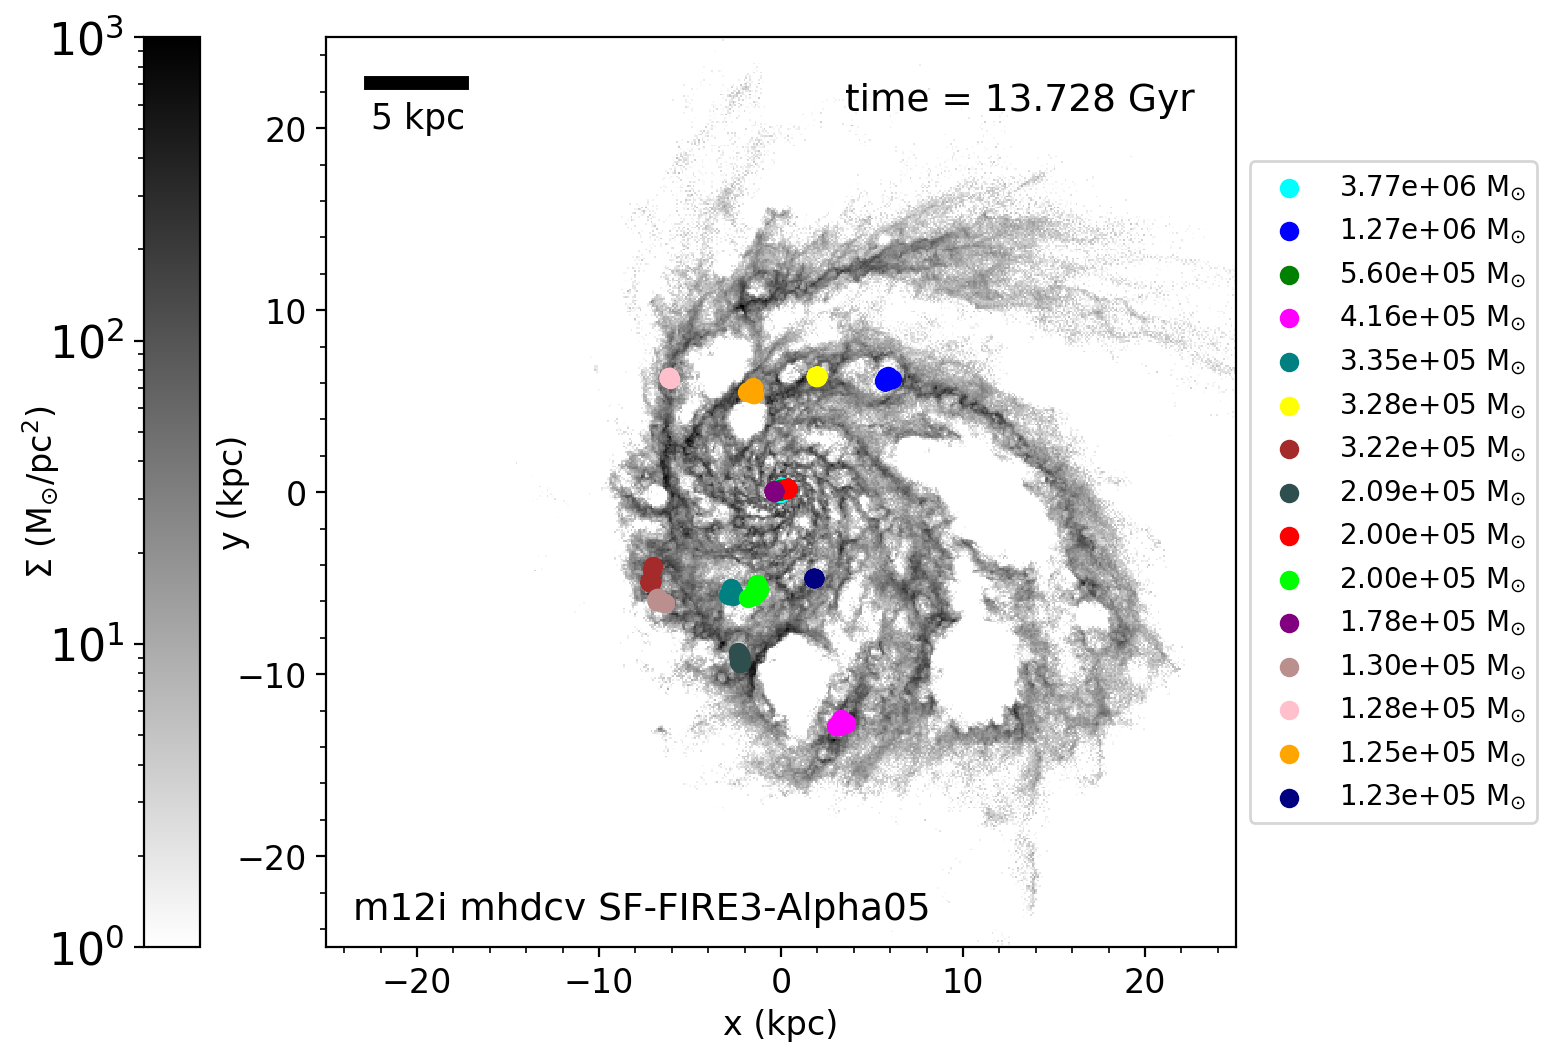 10³
10²
10¹
10⁰
Σ (M⊙/pc²)
y (kpc)
20
10
0
−10
−20
5 kpc
time = 13.728 Gyr
m12i mhdcv SF-FIRE3-Alpha05
−20 −10 0 10 20
x (kpc)
3.77e+06 M⊙
1.27e+06 M⊙
5.60e+05 M⊙
4.16e+05 M⊙
3.35e+05 M⊙
3.28e+05 M⊙
3.22e+05 M⊙
2.09e+05 M⊙
2.00e+05 M⊙
2.00e+05 M⊙
1.78e+05 M⊙
1.30e+05 M⊙
1.28e+05 M⊙
1.25e+05 M⊙
1.23e+05 M⊙